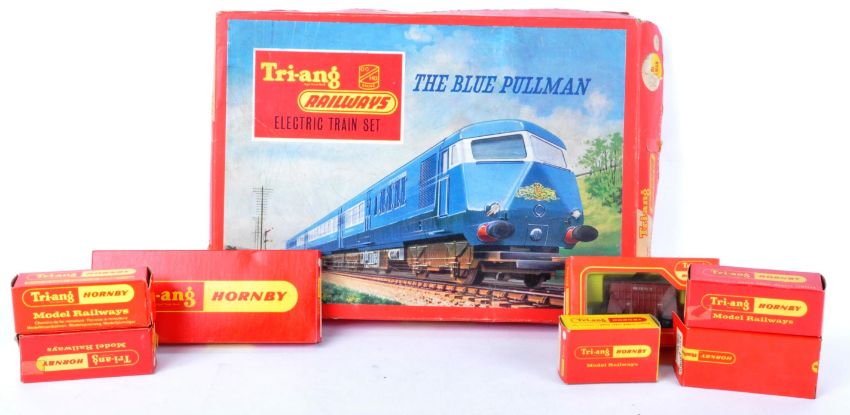 Tri-ang
RAILWAYS
ELECTRIC TRAIN SET
THE BLUE PULLMAN
Tri-ang
RAILWAYS
Tri-ang HORNBY
Model Railways
Tri-ang HORNBY
Model Railways
-ang HORNBY
Tri-ang HORNBY
Model Railways
Tri-ang HORNBY
Model Railways
HORNBY